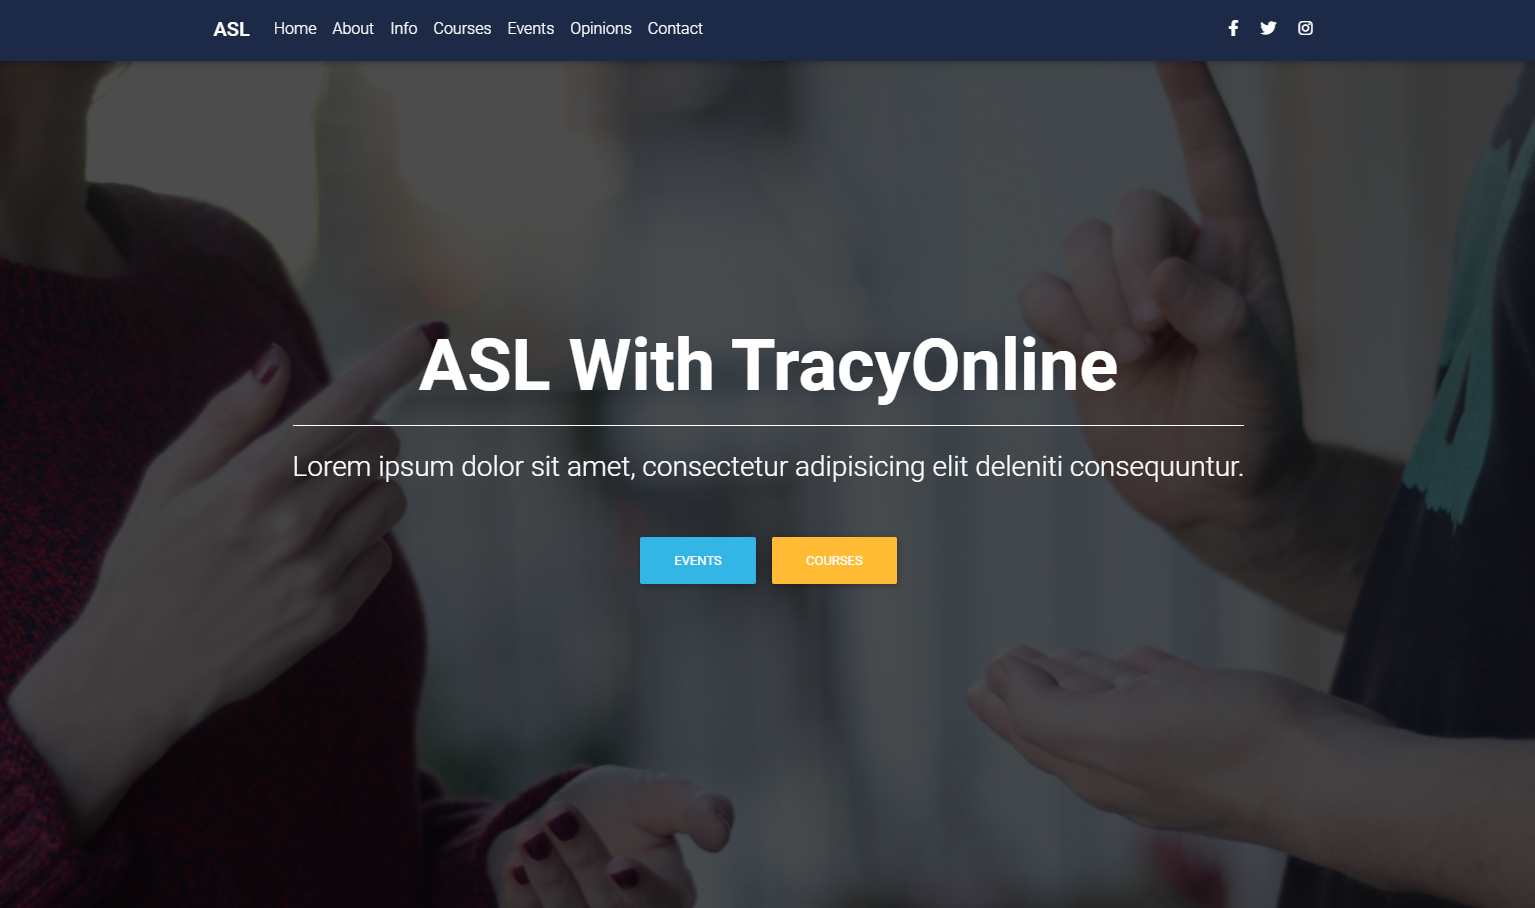 ASL Home About Info Courses Events Opinions Contact
ASL With TracyOnline
Lorem ipsum dolor sit amet, consectetur adipisicing elit deleniti consequuntur.
EVENTS COURSES